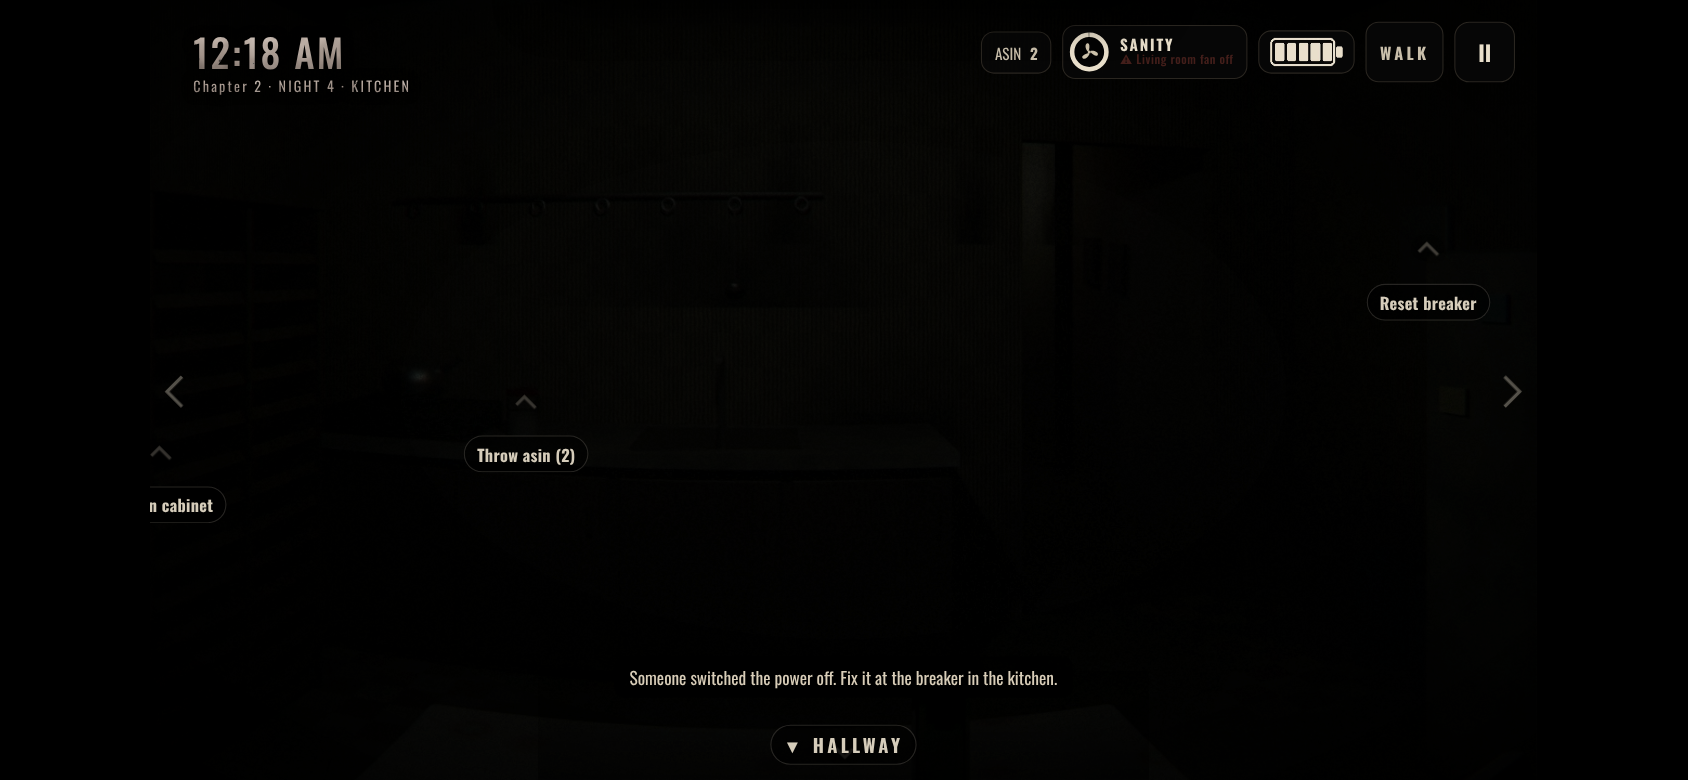 12:18 AM
Chapter 2 · NIGHT 4 · KITCHEN
ASIN 2
SANITY
⚠ Living room fan off
WALK
Reset breaker
Throw asin (2)
n cabinet
Someone switched the power off. Fix it at the breaker in the kitchen.
▼ HALLWAY